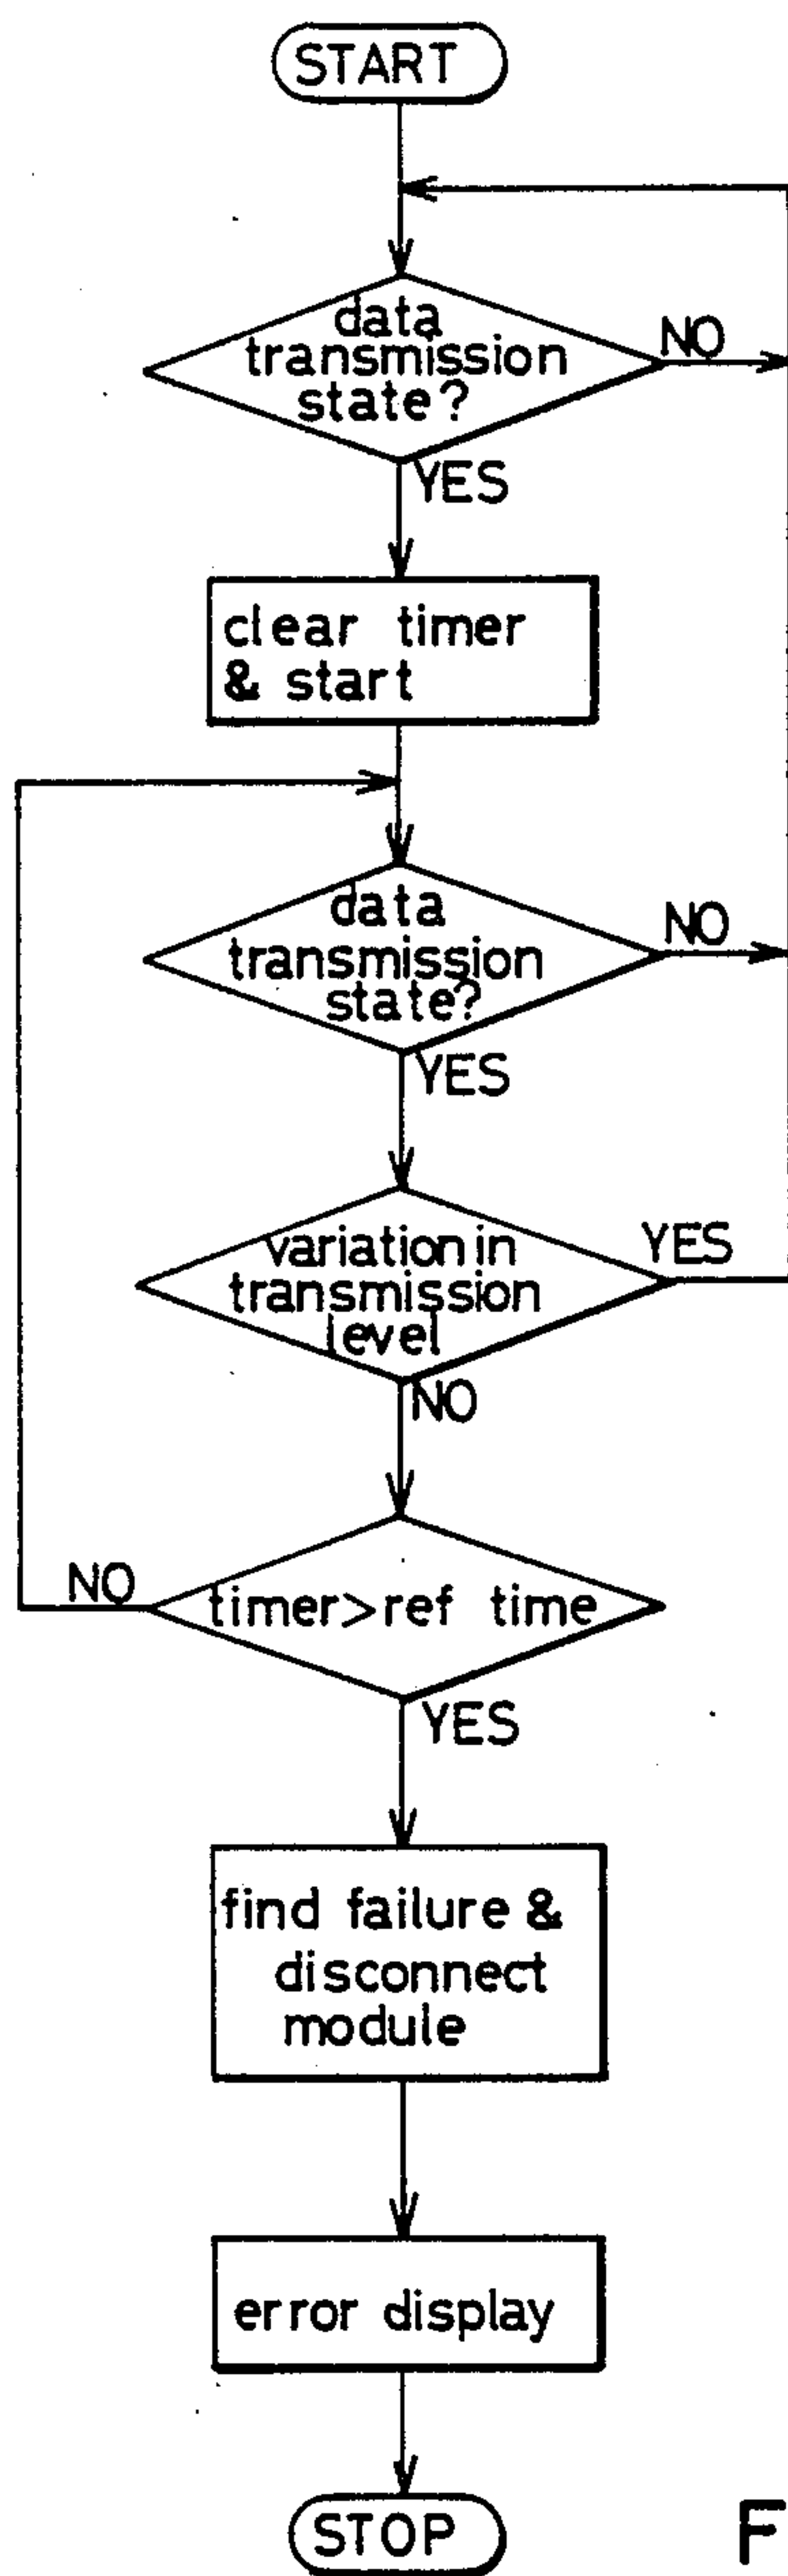 START
data
transmission
state?
NO
YES
clear timer
& start
data
transmission
state?
NO
YES
variation in
transmission
level
YES
NO
timer>ref time
NO
YES
find failure &
disconnect
module
error display
STOP
F